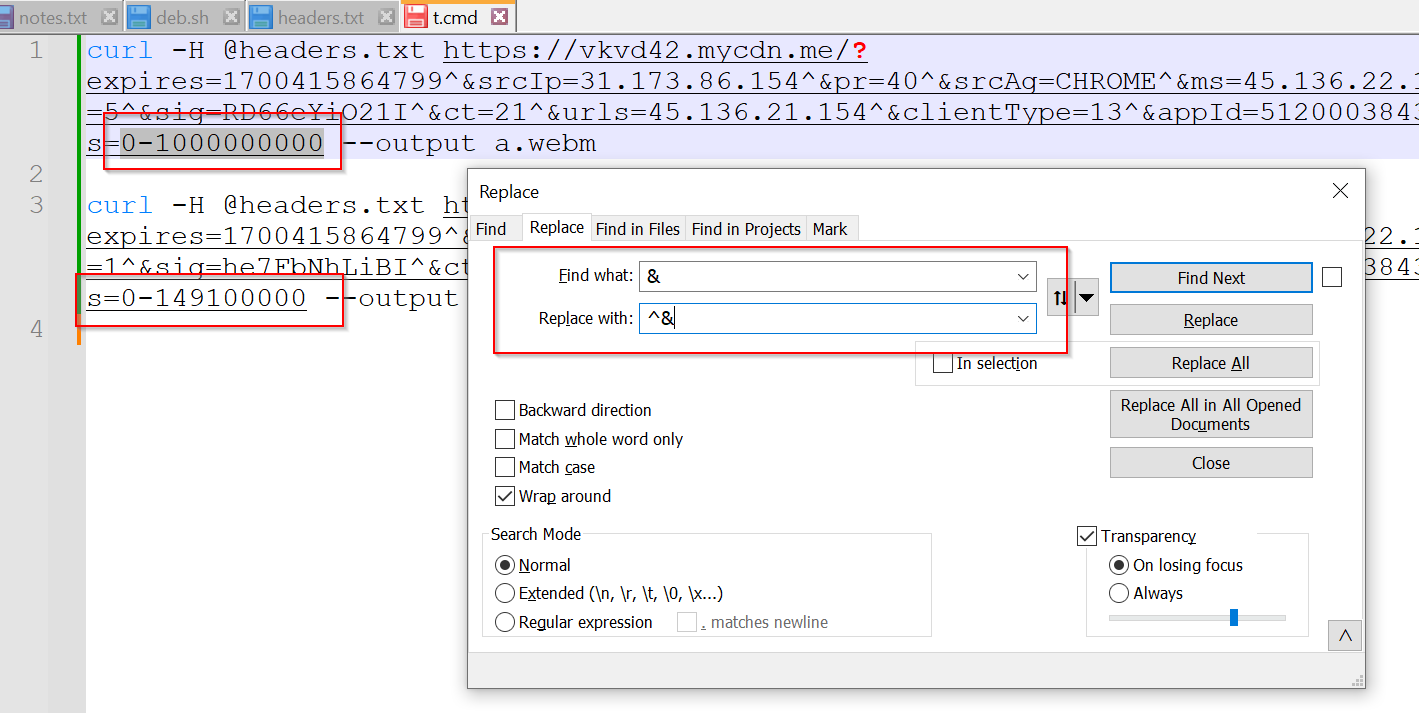 notes.txt deb.sh headers.txt t.cmd
1 curl -H @headers.txt https://vkvd42.mycdn.me/?
expires=1700415864799^&srcIp=31.173.86.154^&pr=40^&srcAg=CHROME^&ms=45.136.22.1
=5^&sig=RD66eYiO21I^&ct=21^&urls=45.136.21.154^&clientType=13^&appId=5120003843
s=0-1000000000 --output a.webm
2
3 curl -H @headers.txt ht
expires=1700415864799^& 22.1
=1^&sig=he7FbNhLiBI^&ct 3843
s=0-149100000 --output
4
Replace
Find Replace Find in Files Find in Projects Mark
Find what: & Find Next
Replace with: ^& Replace
In selection Replace All
Replace All in All Opened
Documents
Close
Backward direction
Match whole word only
Match case
Wrap around
Search Mode
Normal
Extended (\n, \r, \t, \0, \x...)
Regular expression . matches newline
Transparency
On losing focus
Always